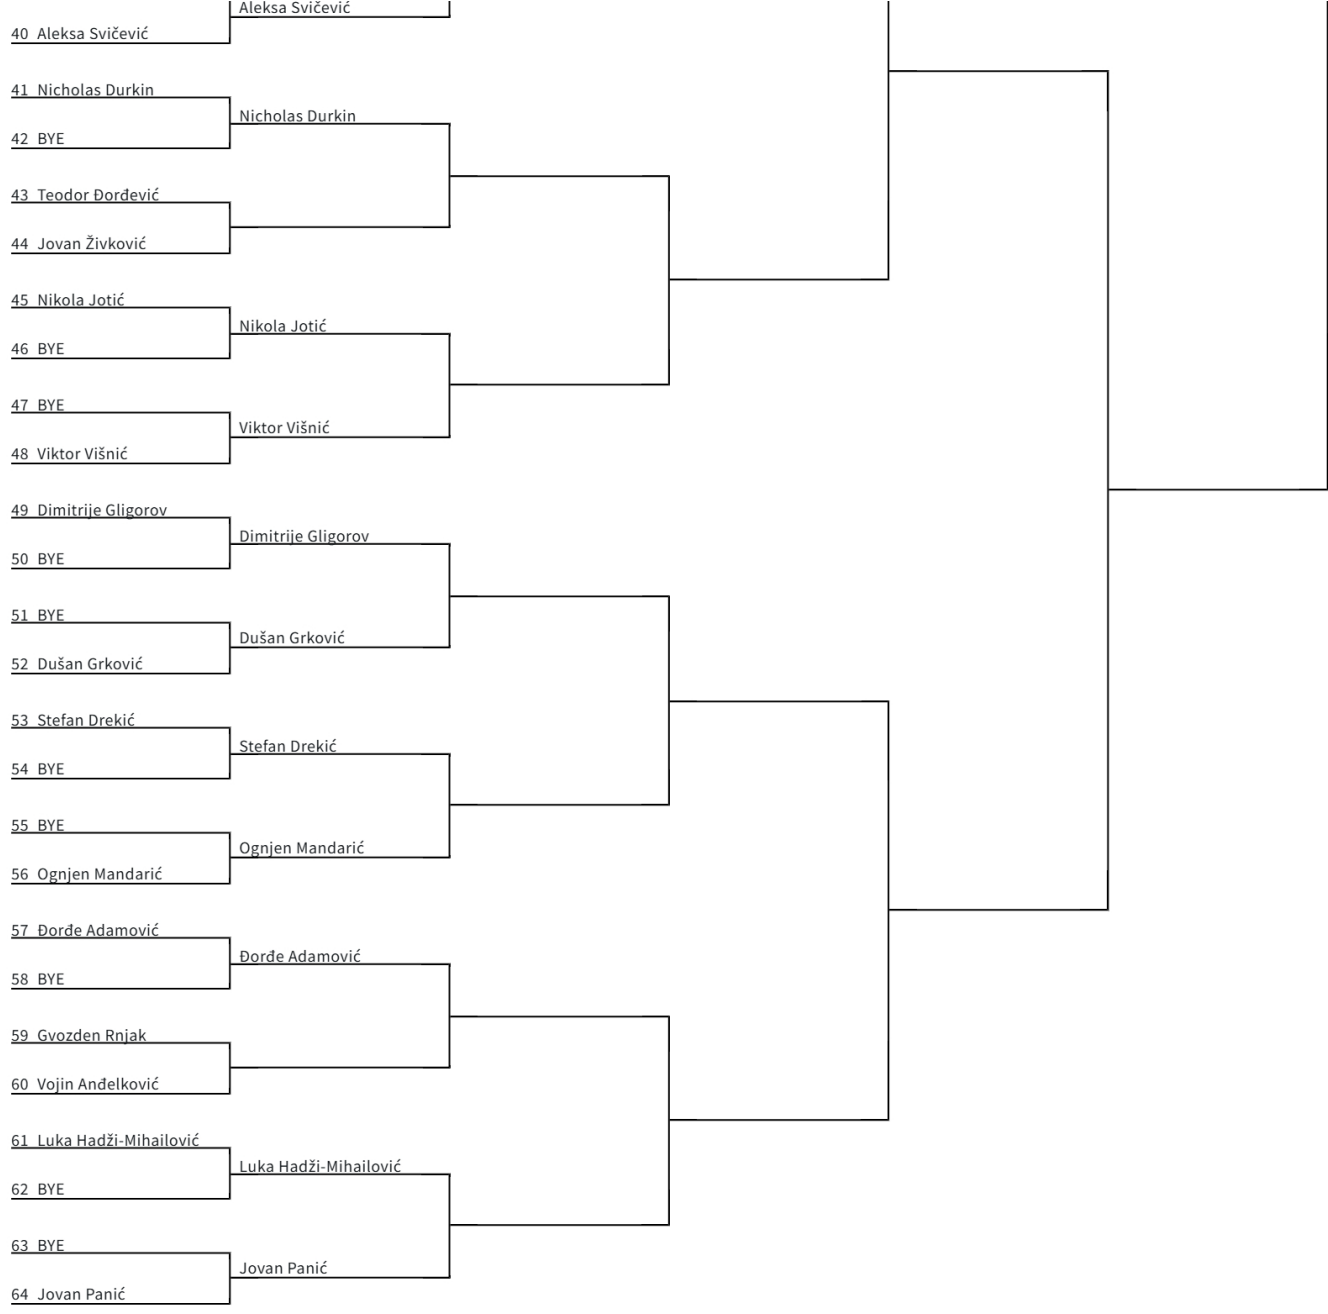 Aleksa Svičević
40 Aleksa Svičević
41 Nicholas Durkin
Nicholas Durkin
42 BYE
43 Teodor Đorđević
44 Jovan Živković
45 Nikola Jotić
Nikola Jotić
46 BYE
47 BYE
Viktor Višnić
48 Viktor Višnić
49 Dimitrije Gligorov
Dimitrije Gligorov
50 BYE
51 BYE
Dušan Grković
52 Dušan Grković
53 Stefan Drekić
Stefan Drekić
54 BYE
55 BYE
Ognjen Mandarić
56 Ognjen Mandarić
57 Đorđe Adamović
Đorđe Adamović
58 BYE
59 Gvozden Rnjak
60 Vojin Anđelković
61 Luka Hadži-Mihailović
Luka Hadži-Mihailović
62 BYE
63 BYE
Jovan Panić
64 Jovan Panić